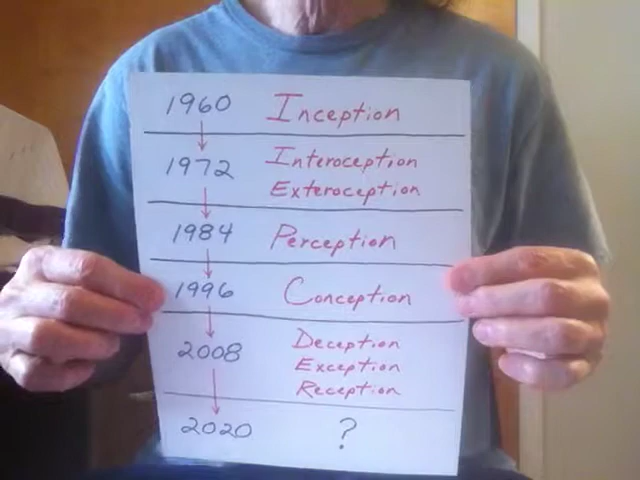 1960 Inception
1972 Interoception
Exteroception
1984 Perception
1996 Conception
2008 Deception
Exception
Reception
2020 ?